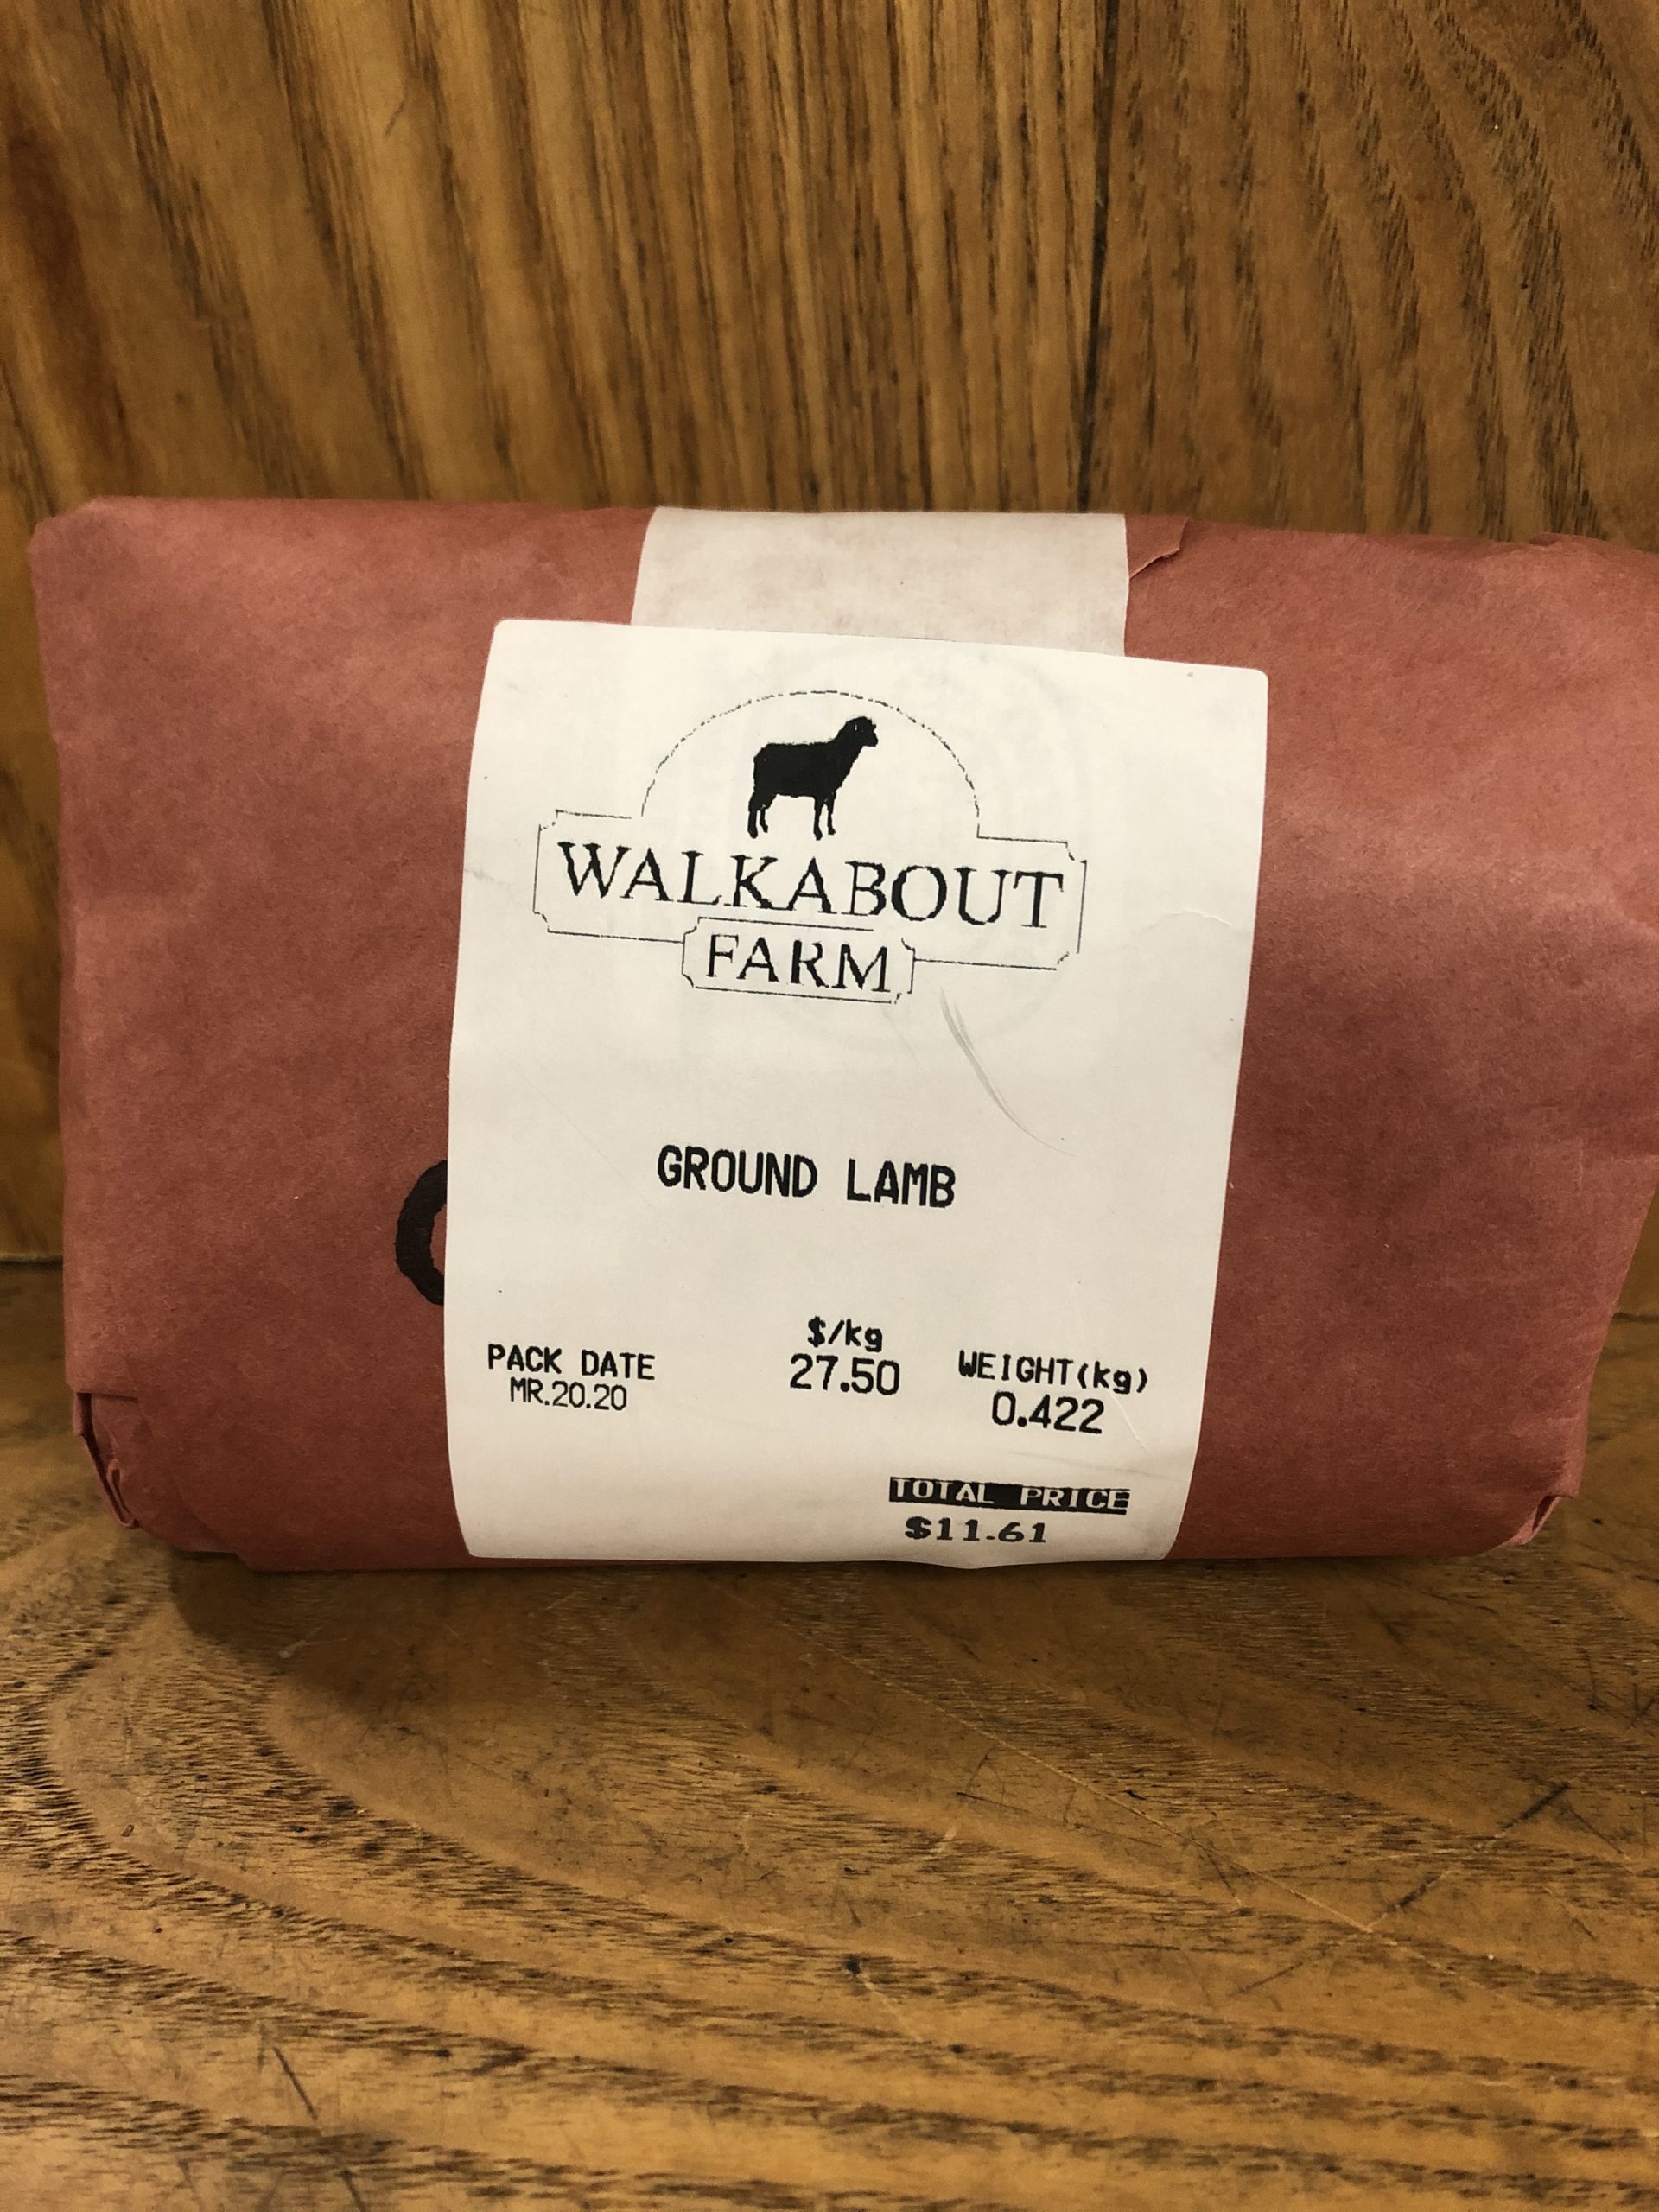 WALKABOUT
FARM
GROUND LAMB
PACK DATE
MR.20.20
$/kg
27.50
WEIGHT(kg)
0.422
TOTAL PRICE
$11.61